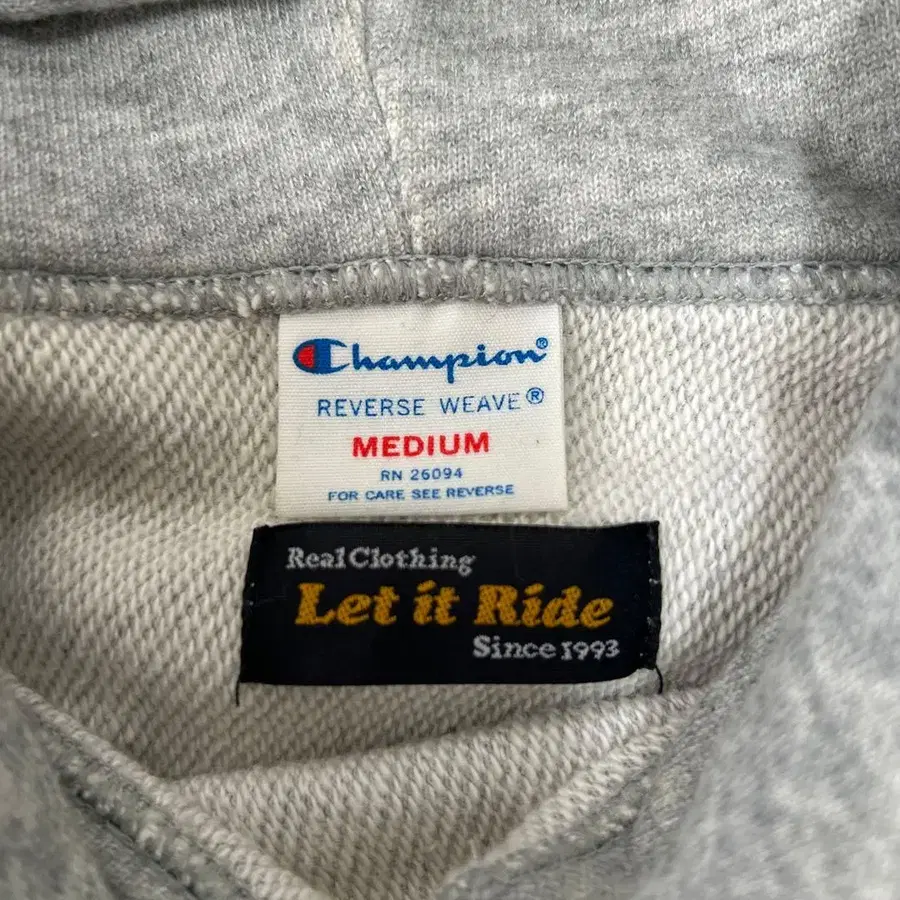 Champion®
REVERSE WEAVE®
MEDIUM
RN 26094
FOR CARE SEE REVERSE
Real Clothing
Let it Ride
Since 1993